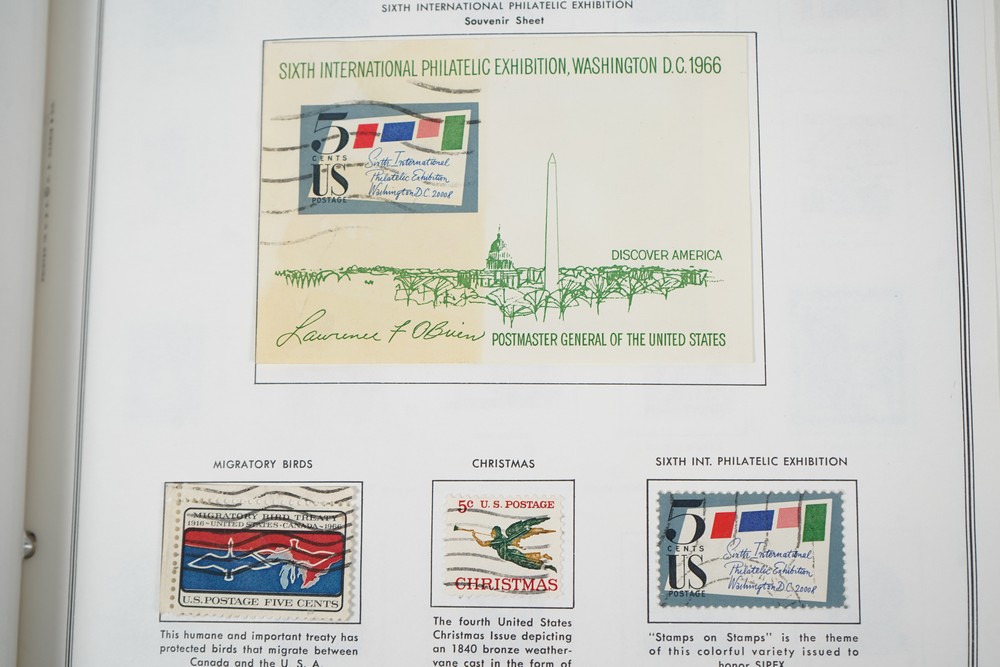 SIXTH INTERNATIONAL PHILATELIC EXHIBITION
Souvenir Sheet
SIXTH INTERNATIONAL PHILATELIC EXHIBITION, WASHINGTON D.C. 1966
5
CENTS
US
POSTAGE
Sixth International
Philatelic Exhibition
Washington D.C. 20008
DISCOVER AMERICA
Lawrence F O'Brien
POSTMASTER GENERAL OF THE UNITED STATES
MIGRATORY BIRDS
MIGRATORY BIRD TREATY
1916-UNITED STATES-CANADA-1966
U.S. POSTAGE FIVE CENTS
This humane and important treaty has
protected birds that migrate between
Canada and the U. S. A.
CHRISTMAS
5c U.S. POSTAGE
CHRISTMAS
The fourth United States
Christmas Issue depicting
an 1840 bronze weather-
vane cast in the form of
SIXTH INT. PHILATELIC EXHIBITION
5
CENTS
US
POSTAGE
Sixth International
Philatelic Exhibition
Washington D.C. 20008
"Stamps on Stamps" is the theme
of this colorful variety issued to
honor SIPEX